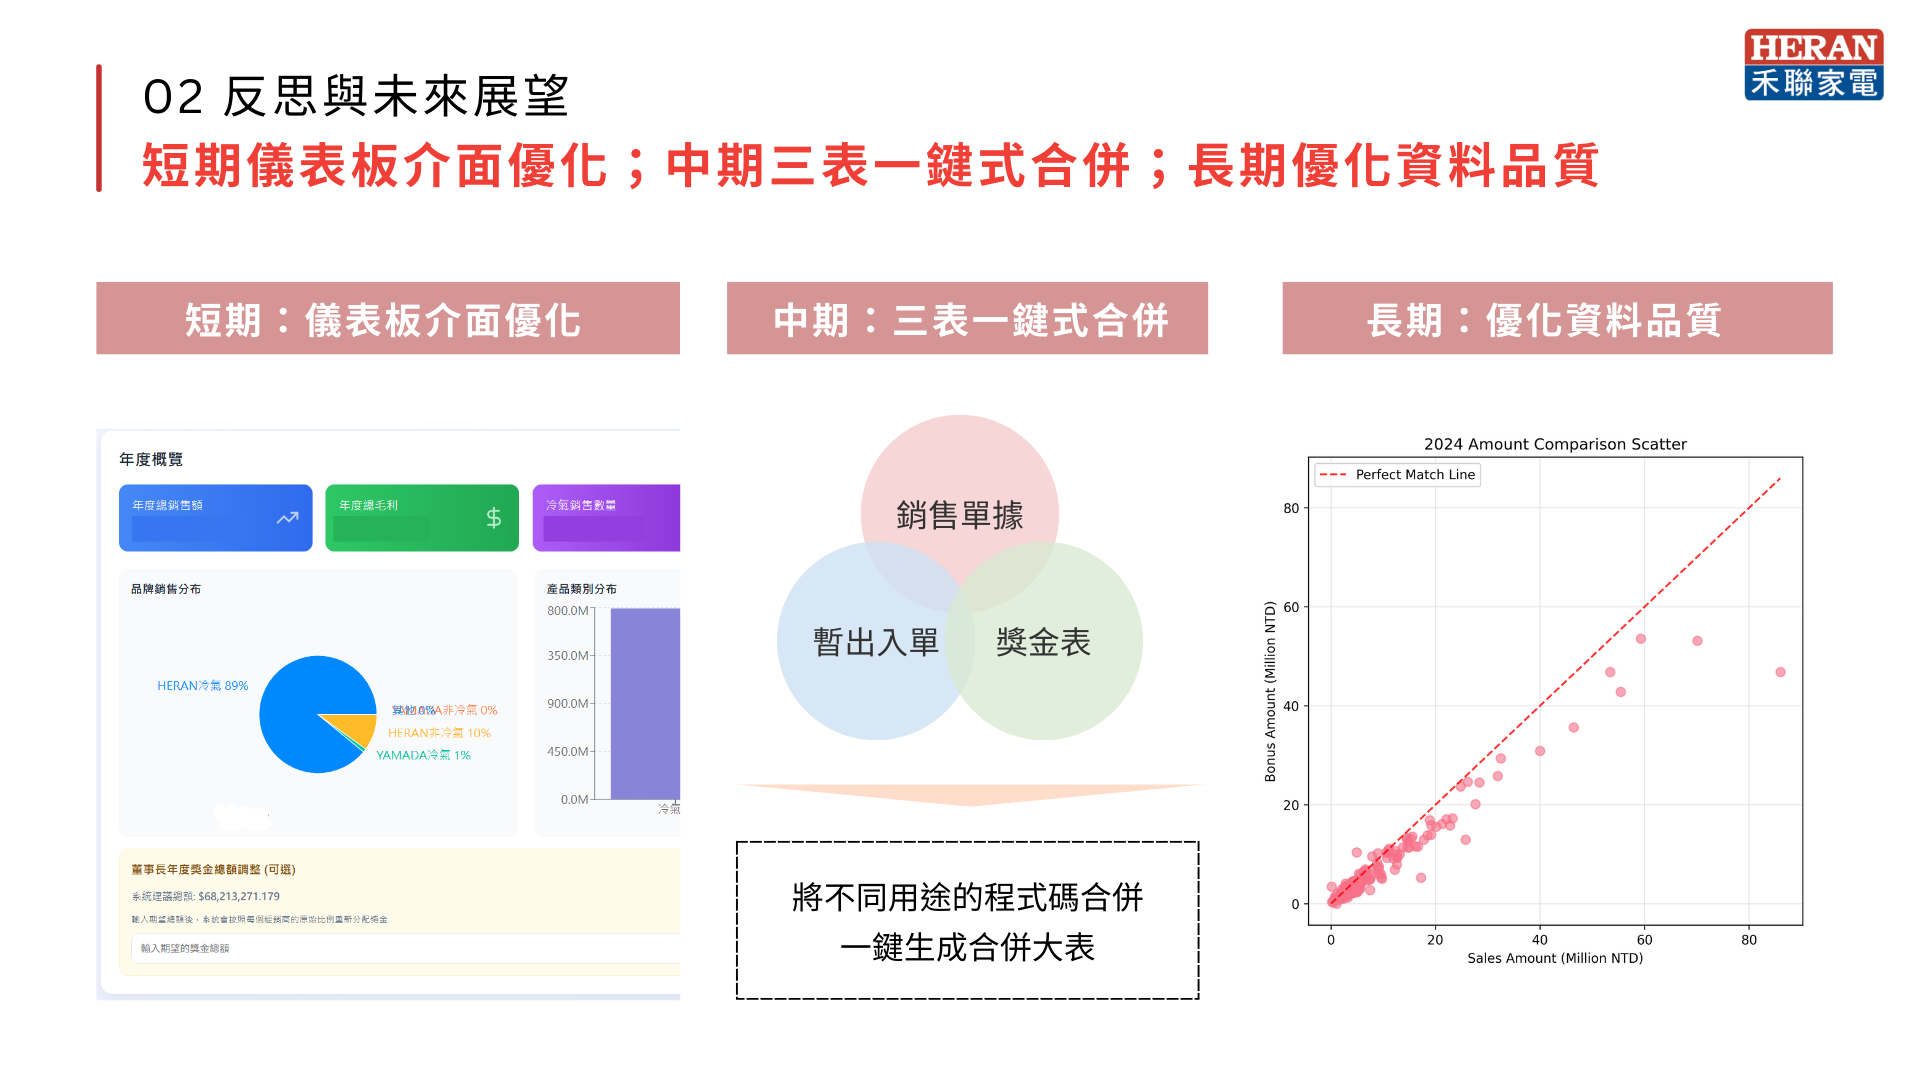 HERAN
禾聯家電
02 反思與未來展望
短期儀表板介面優化；中期三表一鍵式合併；長期優化資料品質
短期：儀表板介面優化
年度概覽
年度總銷售額
年度總毛利
冷氣銷售數量
品牌銷售分布
HERAN冷氣 89%
非冷氣 0%
HERAN非冷氣 10%
YAMADA冷氣 1%
產品類別分布
800.0M
350.0M
900.0M
450.0M
0.0M
冷氣
董事長年度獎金總額調整 (可選)
系統建議總額: $68,213,271.179
輸入期望總額後，系統會按照每個經銷商的原始比例重新分配獎金
輸入期望的獎金總額
中期：三表一鍵式合併
銷售單據
暫出入單
獎金表
將不同用途的程式碼合併
一鍵生成合併大表
長期：優化資料品質
2024 Amount Comparison Scatter
Perfect Match Line
Bonus Amount (Million NTD)
80
60
40
20
0
0 20 40 60 80
Sales Amount (Million NTD)